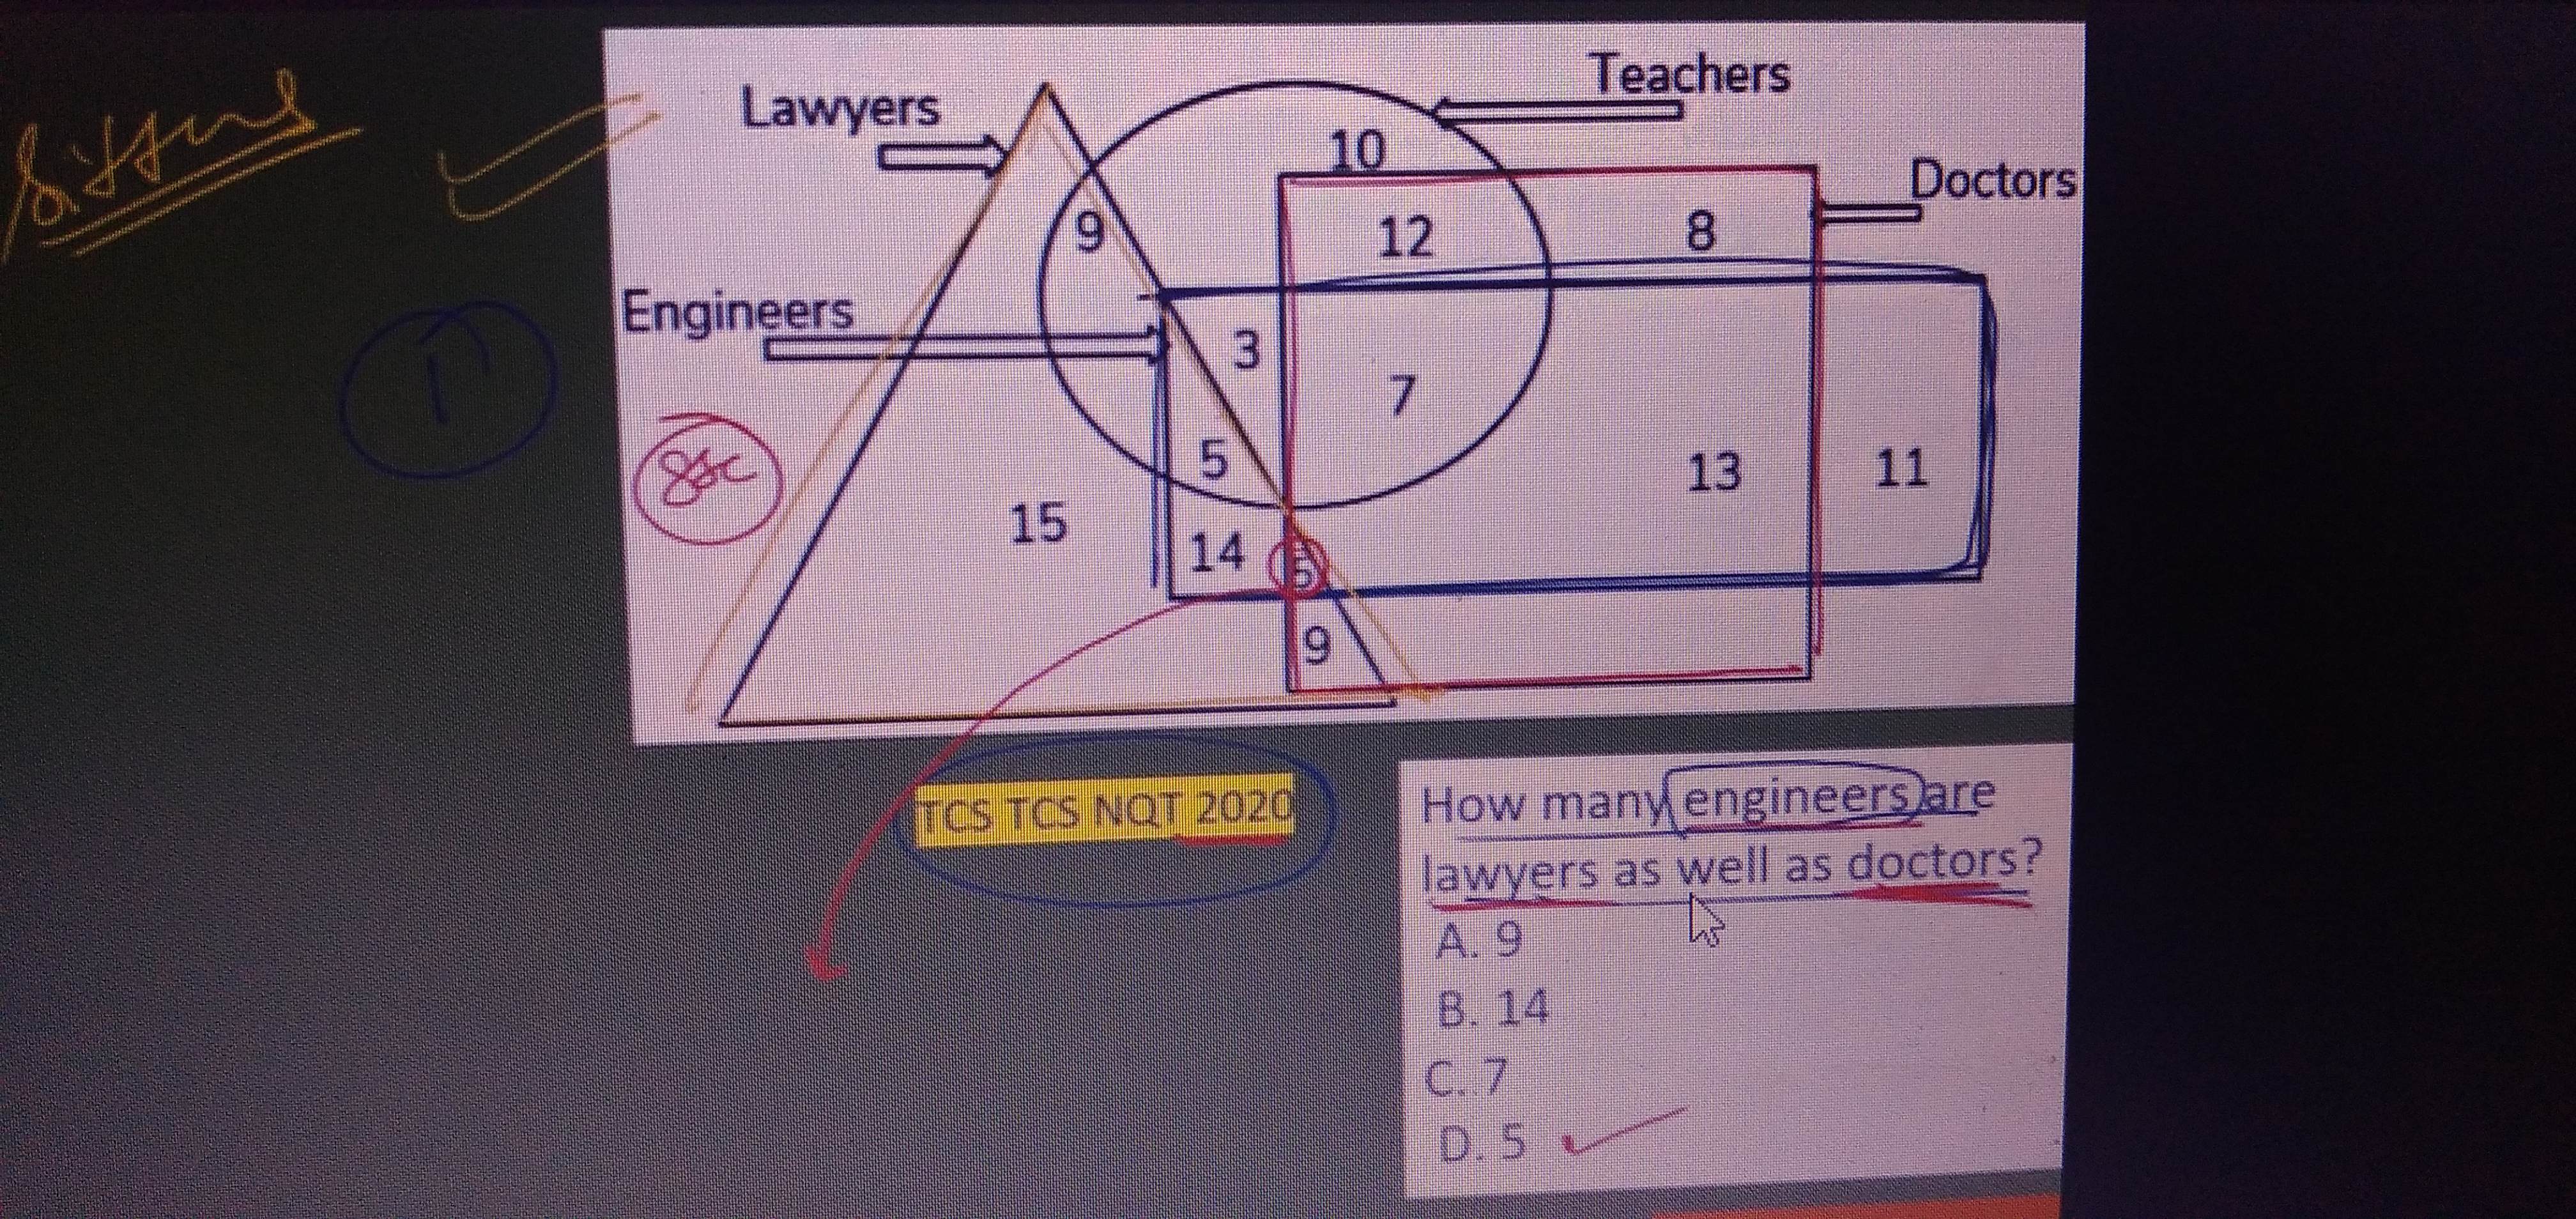 Teachers
Lawyers
10
Doctors
9
12
8
Engineers
3
7
5
13
11
15
14
5
9
1
TCS TCS NQT 2020
How many engineers are
lawyers as well as doctors?
A. 9
B. 14
C. 7
D. 5